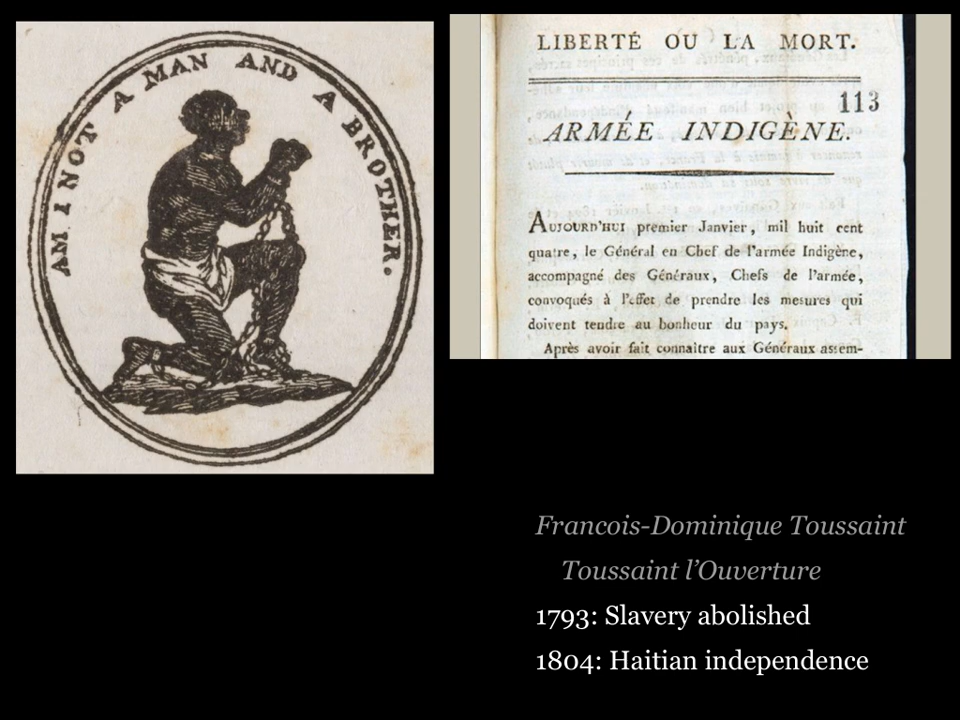 AM I NOT A MAN AND A BROTHER.
LIBERTÉ OU LA MORT.
113
ARMÉE INDIGÈNE.
AUJOURD'HUI premier Janvier, mil huit cent
quatre, le Général en Chef de l'armée Indigène,
accompagné des Généraux, Chefs de l'armée,
convoqués à l'effet de prendre les mesures qui
doivent tendre au bonheur du pays.
Après avoir fait connaître aux Généraux assem-
Francois-Dominique Toussaint
Toussaint l’Ouverture
1793: Slavery abolished
1804: Haitian independence